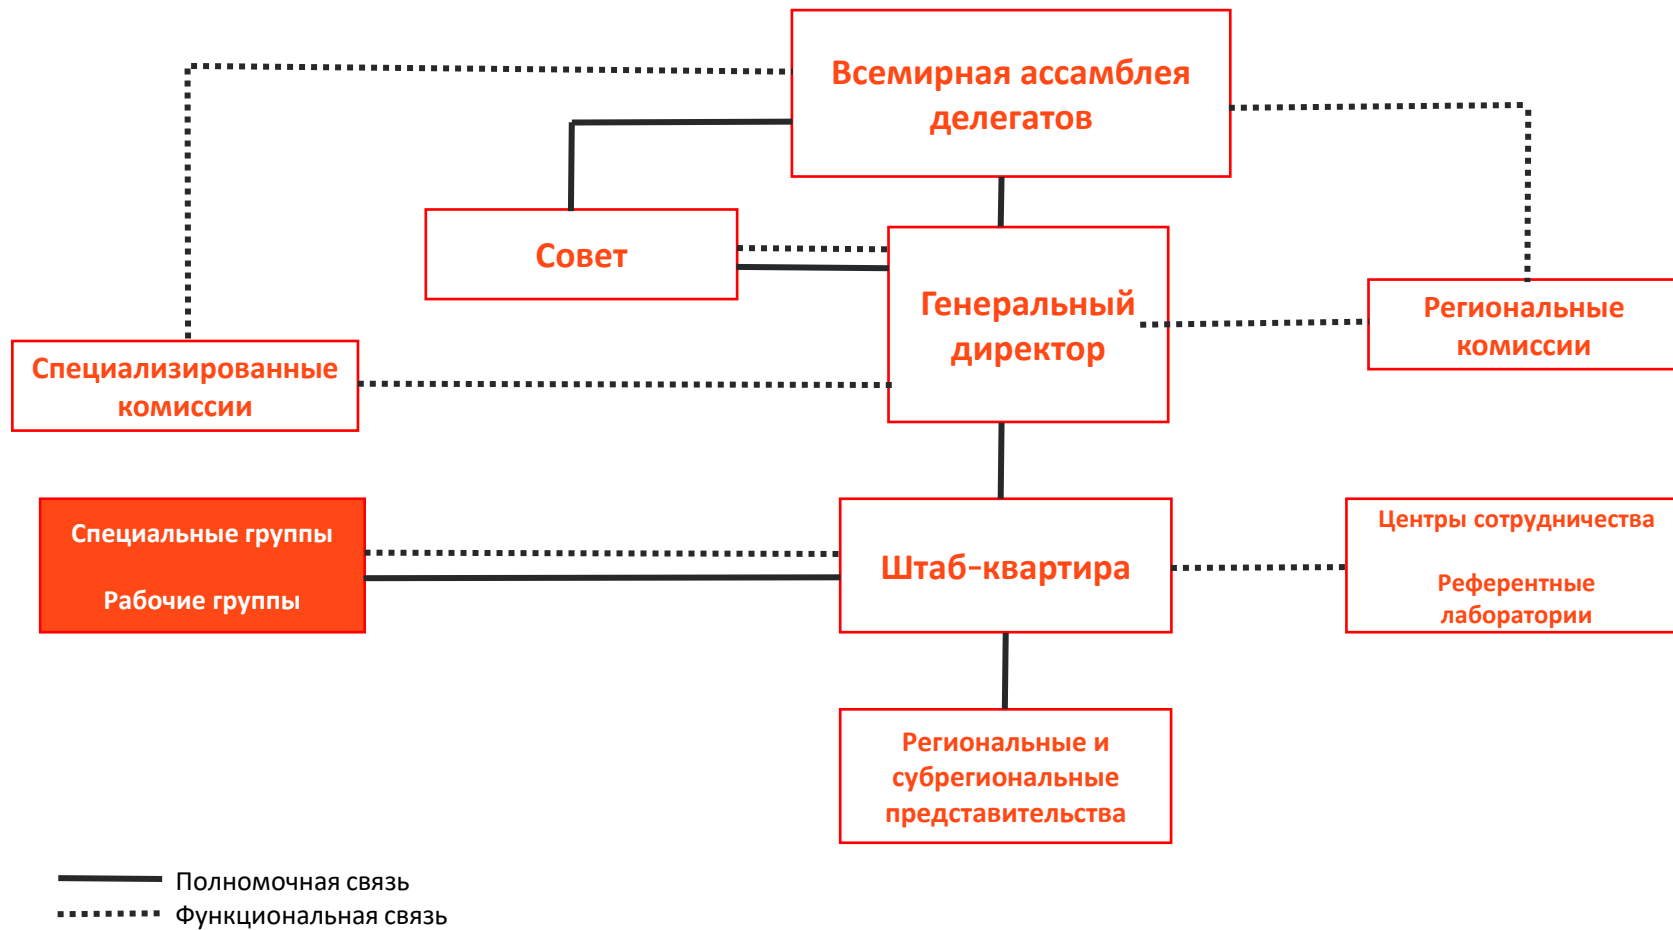 Всемирная ассамблея
делегатов
Совет
Генеральный
директор
Региональные
комиссии
Специализированные
комиссии
Специальные группы
Рабочие группы
Штаб-квартира
Центры сотрудничества
Референтные
лаборатории
Региональные и
субрегиональные
представительства
Полномочная связь
Функциональная связь